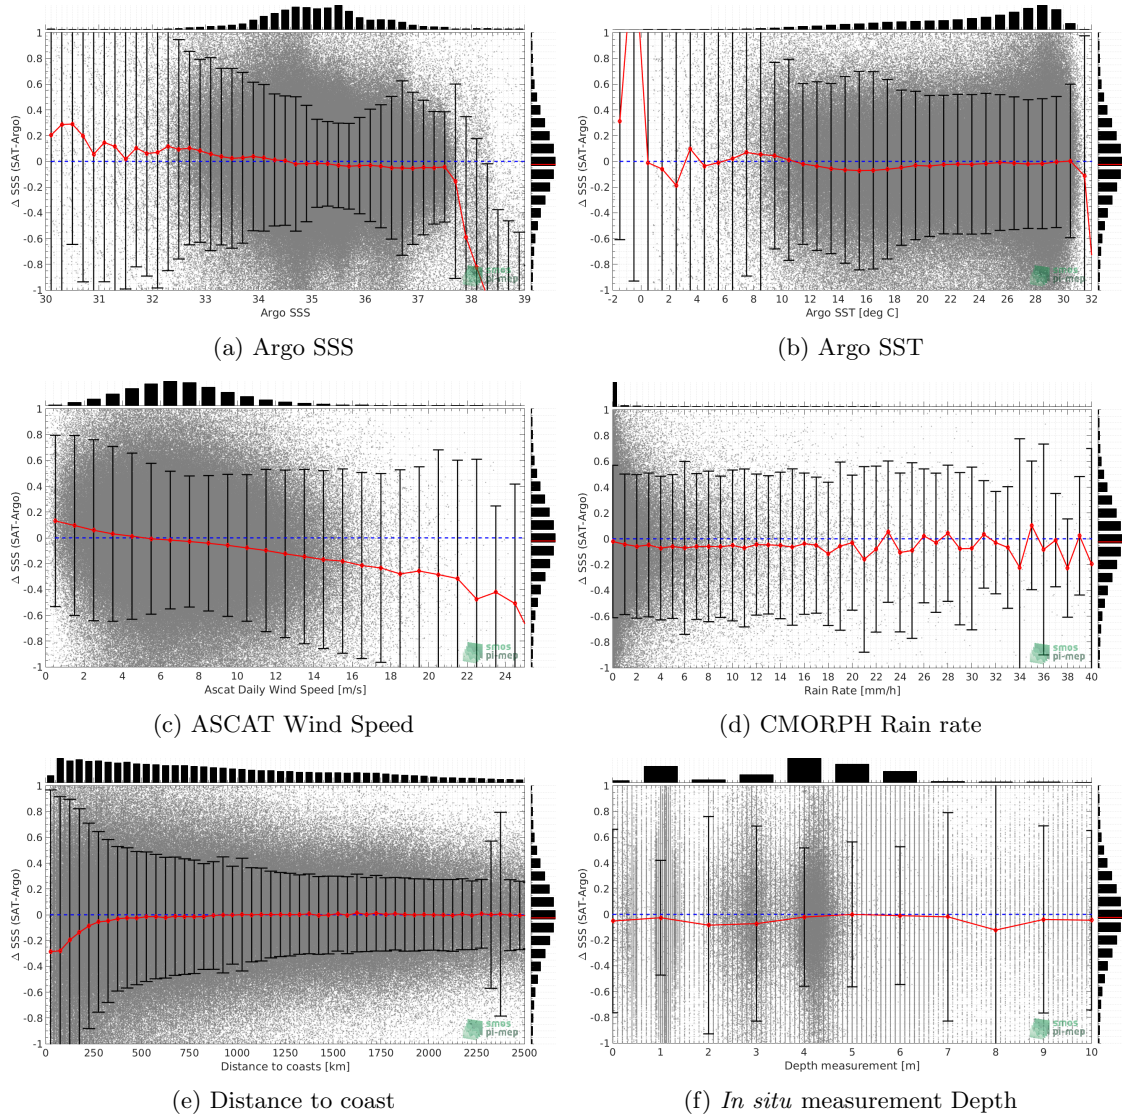 1
0.8
0.6
0.4
0.2
0
-0.2
-0.4
-0.6
-0.8
-1
Δ SSS (SAT-Argo)
smos
pi-mep
30 31 32 33 34 35 36 37 38 39
Argo SSS
(a) Argo SSS
1
0.8
0.6
0.4
0.2
0
-0.2
-0.4
-0.6
-0.8
-1
Δ SSS (SAT-Argo)
smos
pi-mep
-2 0 2 4 6 8 10 12 14 16 18 20 22 24 26 28 30 32
Argo SST [deg C]
(b) Argo SST
1
0.8
0.6
0.4
0.2
0
-0.2
-0.4
-0.6
-0.8
-1
Δ SSS (SAT-Argo)
smos
pi-mep
0 2 4 6 8 10 12 14 16 18 20 22 24
Ascat Daily Wind Speed [m/s]
(c) ASCAT Wind Speed
1
0.8
0.6
0.4
0.2
0
-0.2
-0.4
-0.6
-0.8
-1
Δ SSS (SAT-Argo)
smos
pi-mep
0 2 4 6 8 10 12 14 16 18 20 22 24 26 28 30 32 34 36 38 40
Rain Rate [mm/h]
(d) CMORPH Rain rate
1
0.8
0.6
0.4
0.2
0
-0.2
-0.4
-0.6
-0.8
-1
Δ SSS (SAT-Argo)
smos
pi-mep
0 250 500 750 1000 1250 1500 1750 2000 2250 2500
Distance to coasts [km]
(e) Distance to coast
1
0.8
0.6
0.4
0.2
0
-0.2
-0.4
-0.6
-0.8
-1
Δ SSS (SAT-Argo)
smos
pi-mep
0 1 2 3 4 5 6 7 8 9 10
Depth measurement [m]
(f) In situ measurement Depth